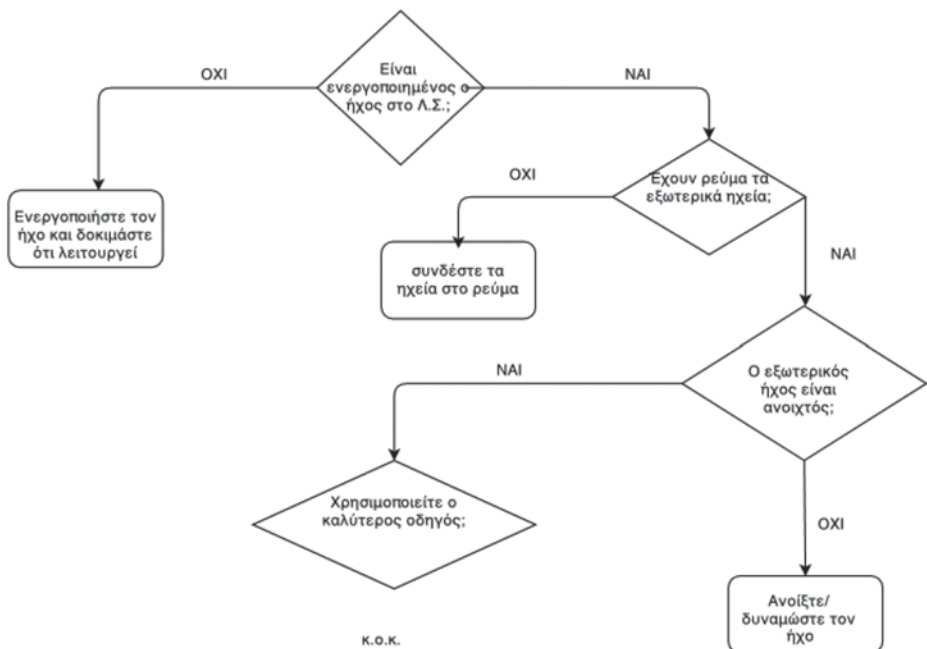 Είναι
ενεργοποιημένος ο
ήχος στο Λ.Σ.;
ΟΧΙ
ΝΑΙ
Ενεργοποιήστε τον
ήχο και δοκιμάστε
ότι λειτουργεί
Έχουν ρεύμα τα
εξωτερικά ηχεία;
ΟΧΙ
ΝΑΙ
συνδέστε τα
ηχεία στο ρεύμα
Ο εξωτερικός
ήχος είναι
ανοιχτός;
ΝΑΙ
ΟΧΙ
Χρησιμοποιείτε ο
καλύτερος οδηγός;
Ανοίξτε/
δυναμώστε τον
ήχο
κ.ο.κ.